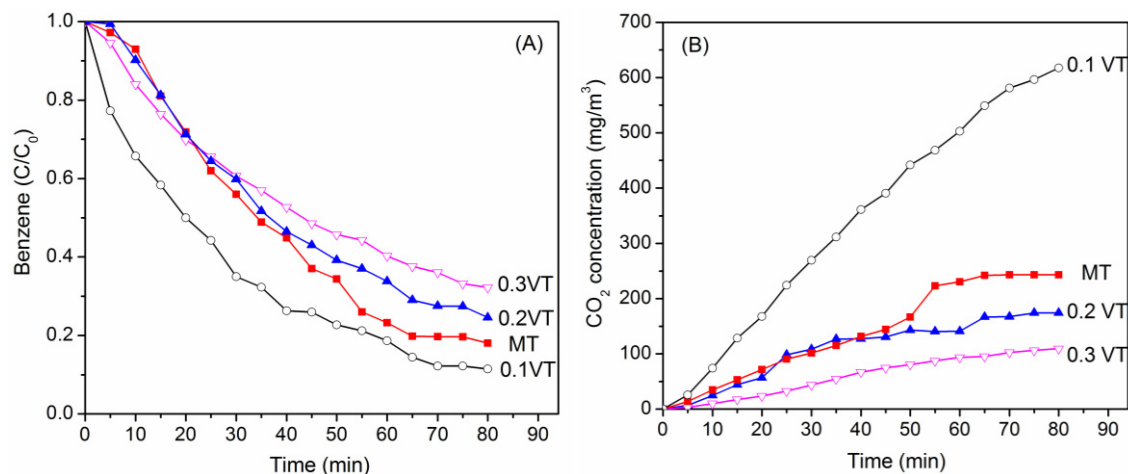 (A)
Benzene (C/C₀)
1.0
0.8
0.6
0.4
0.2
0.0
0.3VT
0.2VT
MT
0.1VT
0 10 20 30 40 50 60 70 80 90
Time (min)
(B)
CO₂ concentration (mg/m³)
700
600
500
400
300
200
100
0
0.1 VT
MT
0.2 VT
0.3 VT
0 10 20 30 40 50 60 70 80 90
Time (min)